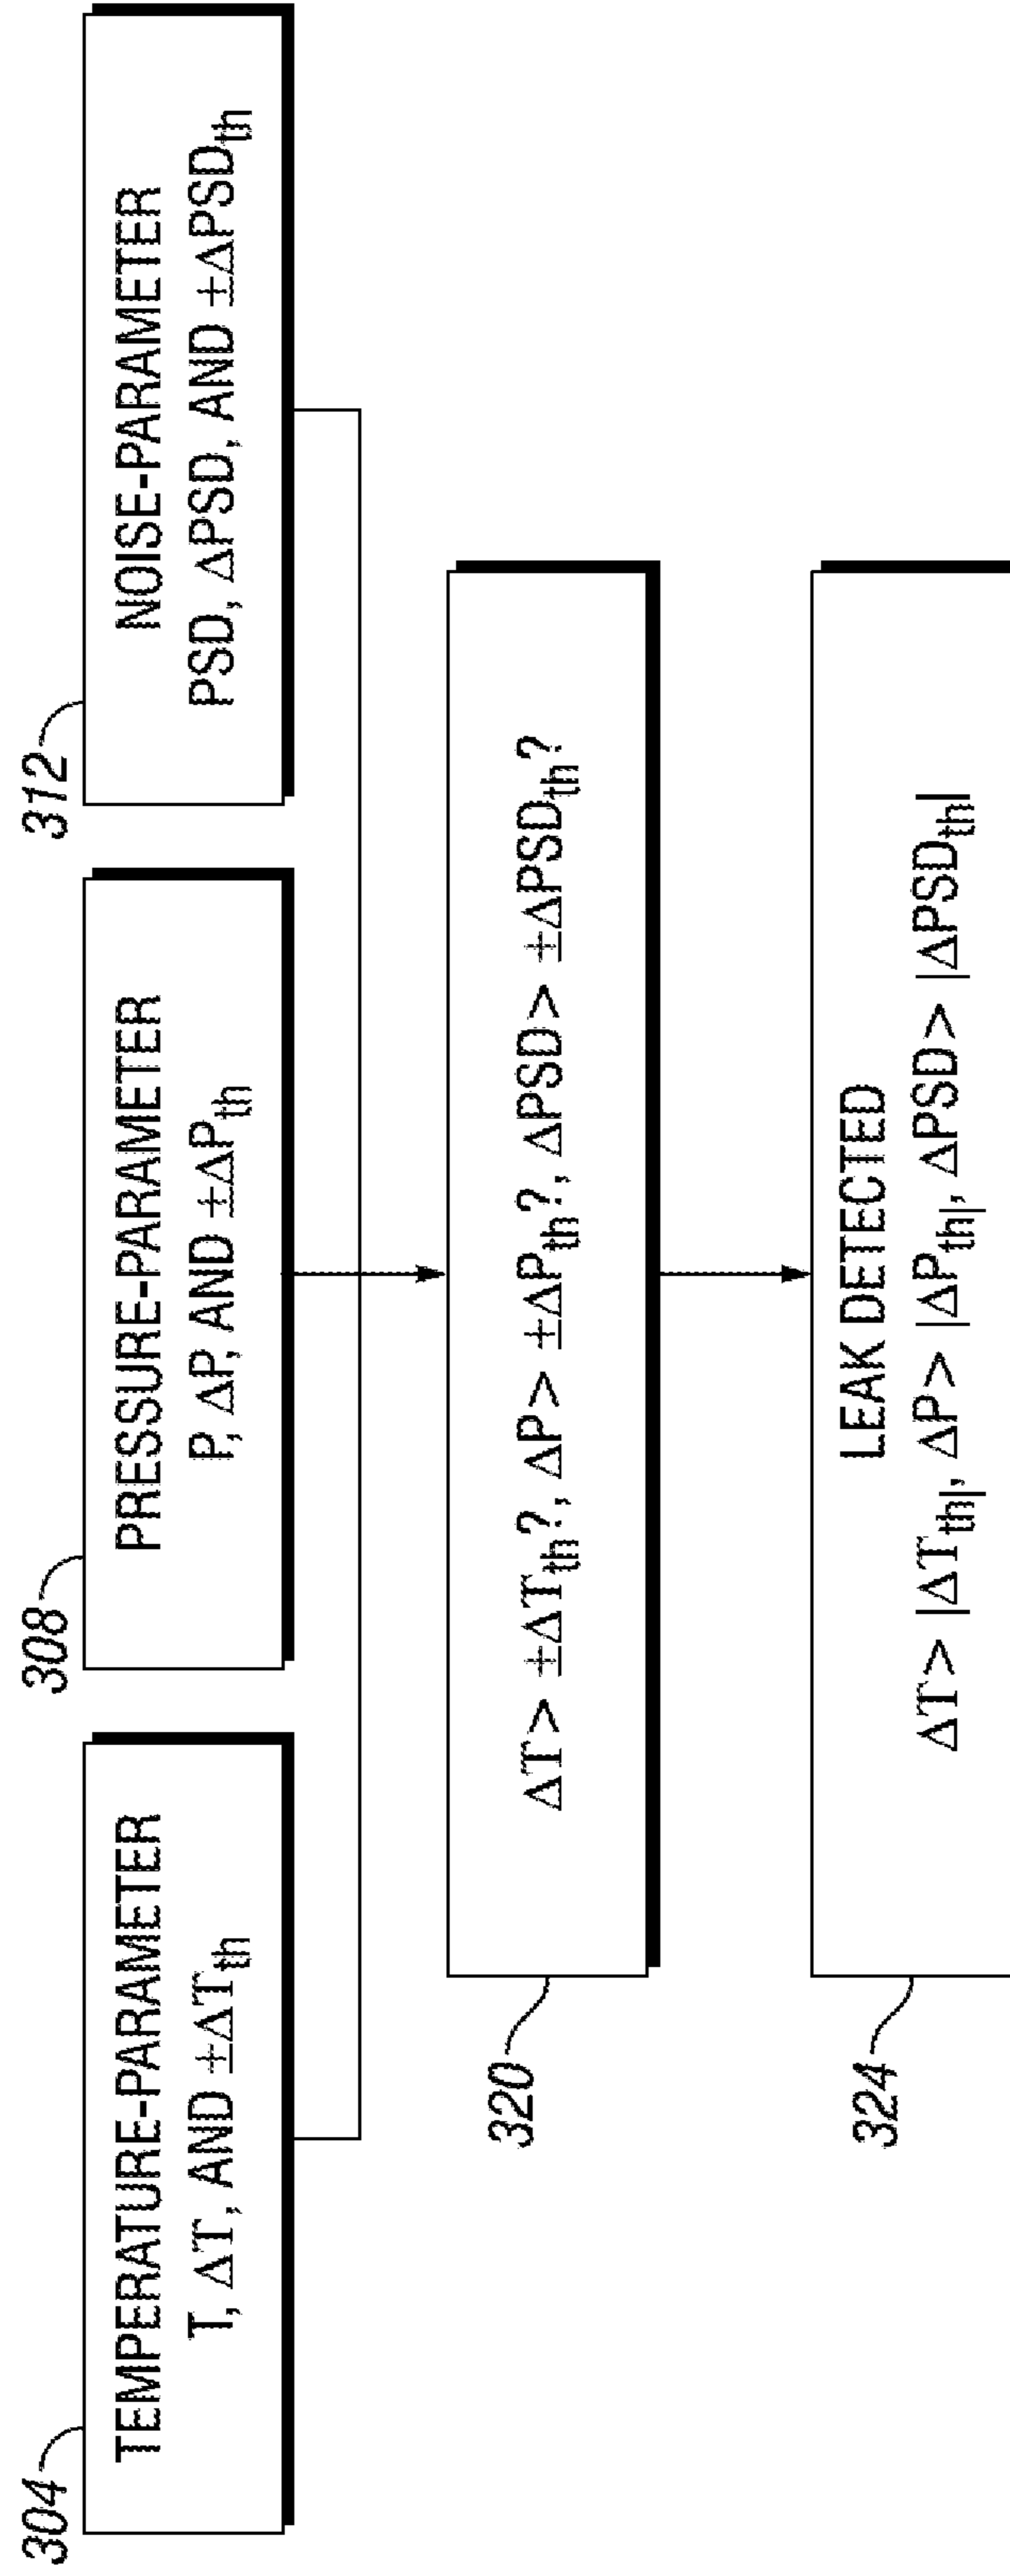 304
TEMPERATURE-PARAMETER
T, ΔT, AND ±ΔT_th
308
PRESSURE-PARAMETER
P, ΔP, AND ±ΔP_th
312
NOISE-PARAMETER
PSD, ΔPSD, AND ±ΔPSD_th
320
ΔT> ±ΔT_th?, ΔP> ±ΔP_th?, ΔPSD> ±ΔPSD_th?
324
LEAK DETECTED
ΔT> |ΔT_th|, ΔP> |ΔP_th|, ΔPSD> |ΔPSD_th|